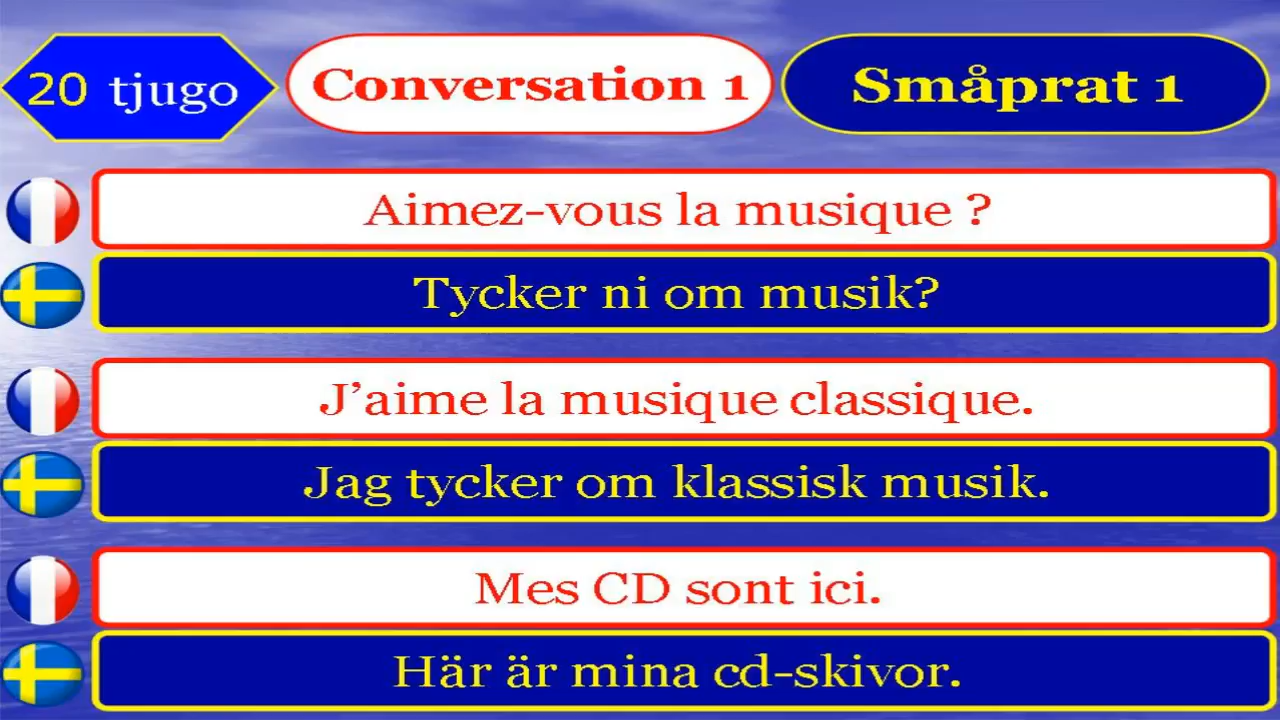 20 tjugo
Conversation 1
Småprat 1
Aimez-vous la musique ?
Tycker ni om musik?
J’aime la musique classique.
Jag tycker om klassisk musik.
Mes CD sont ici.
Här är mina cd-skivor.